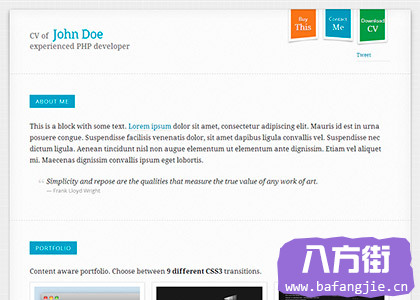 CV of John Doe
experienced PHP developer
Buy
This
Contact
Me
Download
CV
Tweet
ABOUT ME
This is a block with some text. Lorem ipsum dolor sit amet, consectetur adipiscing elit. Mauris id est in urna
posuere congue. Suspendisse facilisis venenatis dolor, sit amet dapibus ligula convallis vel. Suspendisse nec
dictum ligula. Aenean tincidunt nisl non augue elementum ut elementum ante dignissim. Etiam vel aliquet
mi. Maecenas dignissim convallis ipsum eget lobortis.
Simplicity and repose are the qualities that measure the true value of any work of art.
— Frank Lloyd Wright
PORTFOLIO
Content aware portfolio. Choose between 9 different CSS3 transitions.
八方街
www.bafangjie.cn